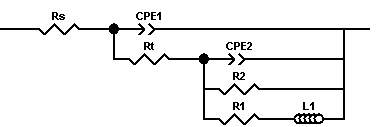 Rs CPE1
Rt CPE2
R2
R1 L1